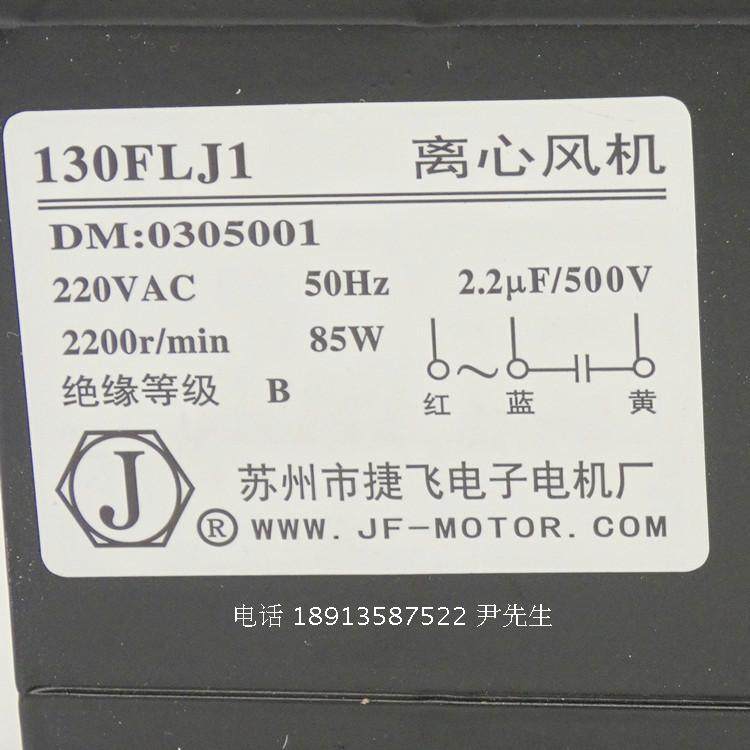 130FLJ1 离心风机
DM:0305001
220VAC 50Hz 2.2μF/500V
2200r/min 85W
绝缘等级 B
红 ~ 蓝 黄
J
苏州市捷飞电子电机厂
® WWW. JF-MOTOR. COM
电话 18913587522 尹先生